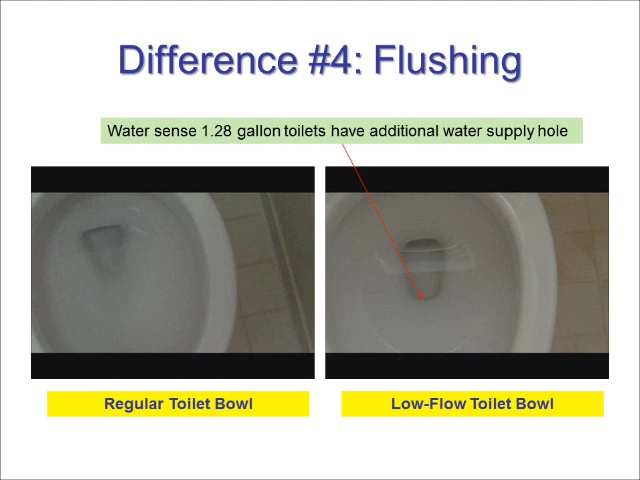 Difference #4: Flushing
Water sense 1.28 gallon toilets have additional water supply hole
Regular Toilet Bowl
Low-Flow Toilet Bowl